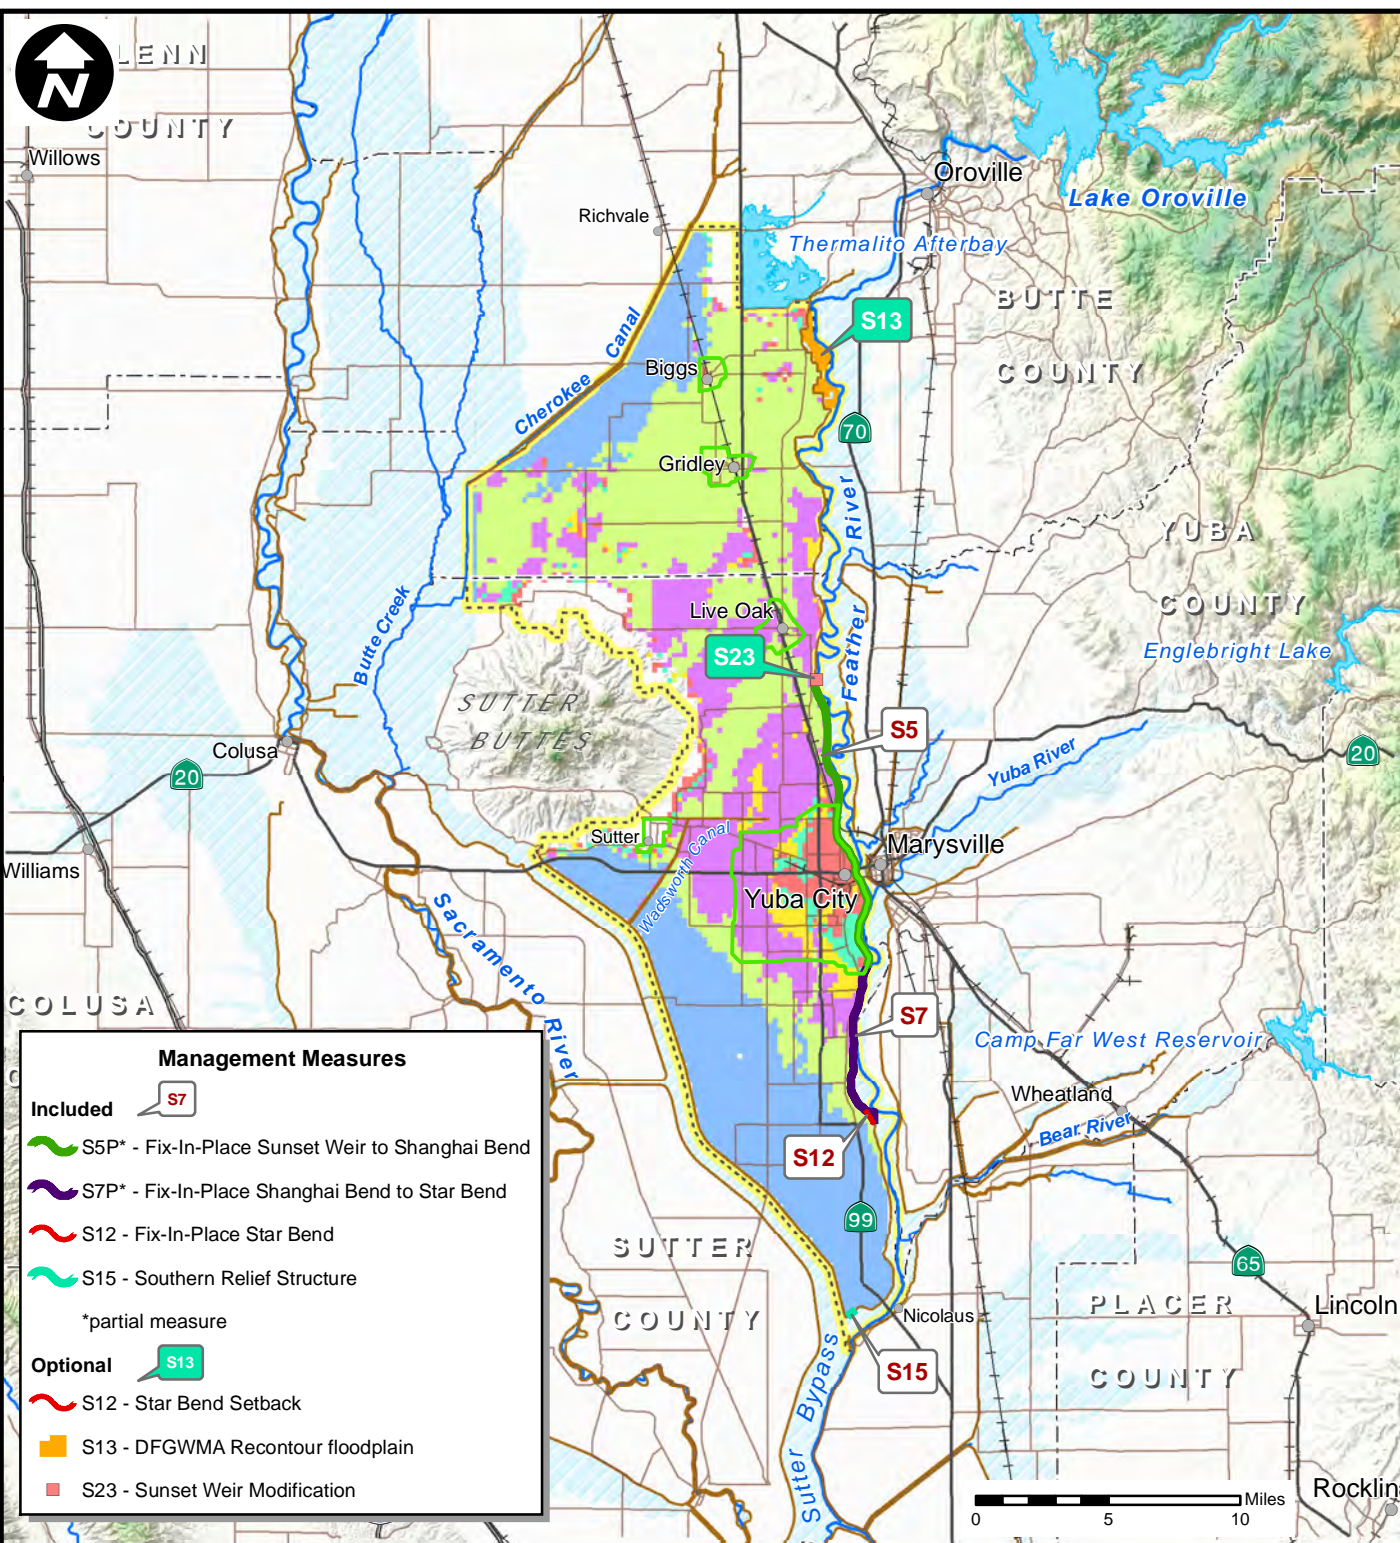 N
LENN
COUNTY
Willows
Oroville
Lake Oroville
Richvale
Thermalito Afterbay
BUTTE
COUNTY
S13
Cherokee Canal
Biggs
70
Gridley
Feather River
YUBA
COUNTY
Butte Creek
Live Oak
S23
Englebright Lake
SUTTER
BUTTES
S5
Colusa
20
Yuba River
20
Sutter
Wadsworth Canal
Marysville
Williams
Yuba City
Sacramento River
COLUSA
S7
Camp Far West Reservoir
Wheatland
Bear River
S12
99
SUTTER
COUNTY
65
PLACER
COUNTY
Lincoln
Nicolaus
S15
Sutter Bypass
Rocklin
Miles
0 5 10
Management Measures
Included S7
S5P* - Fix-In-Place Sunset Weir to Shanghai Bend
S7P* - Fix-In-Place Shanghai Bend to Star Bend
S12 - Fix-In-Place Star Bend
S15 - Southern Relief Structure
*partial measure
Optional S13
S12 - Star Bend Setback
S13 - DFGWMA Recontour floodplain
S23 - Sunset Weir Modification